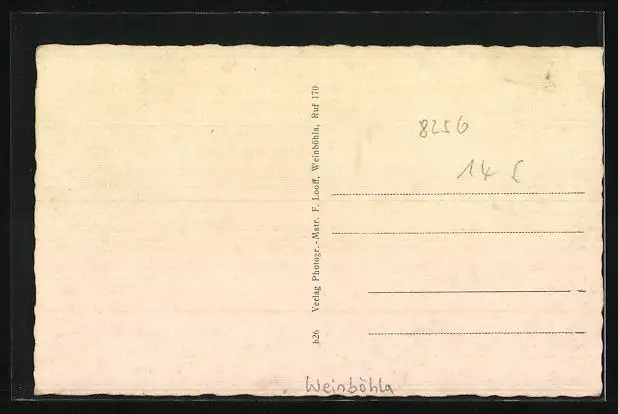 8256
14 £
b26 Verlag Photogr.-Mstr. F. Looff, Weinböhla, Ruf 170
Weinböhla